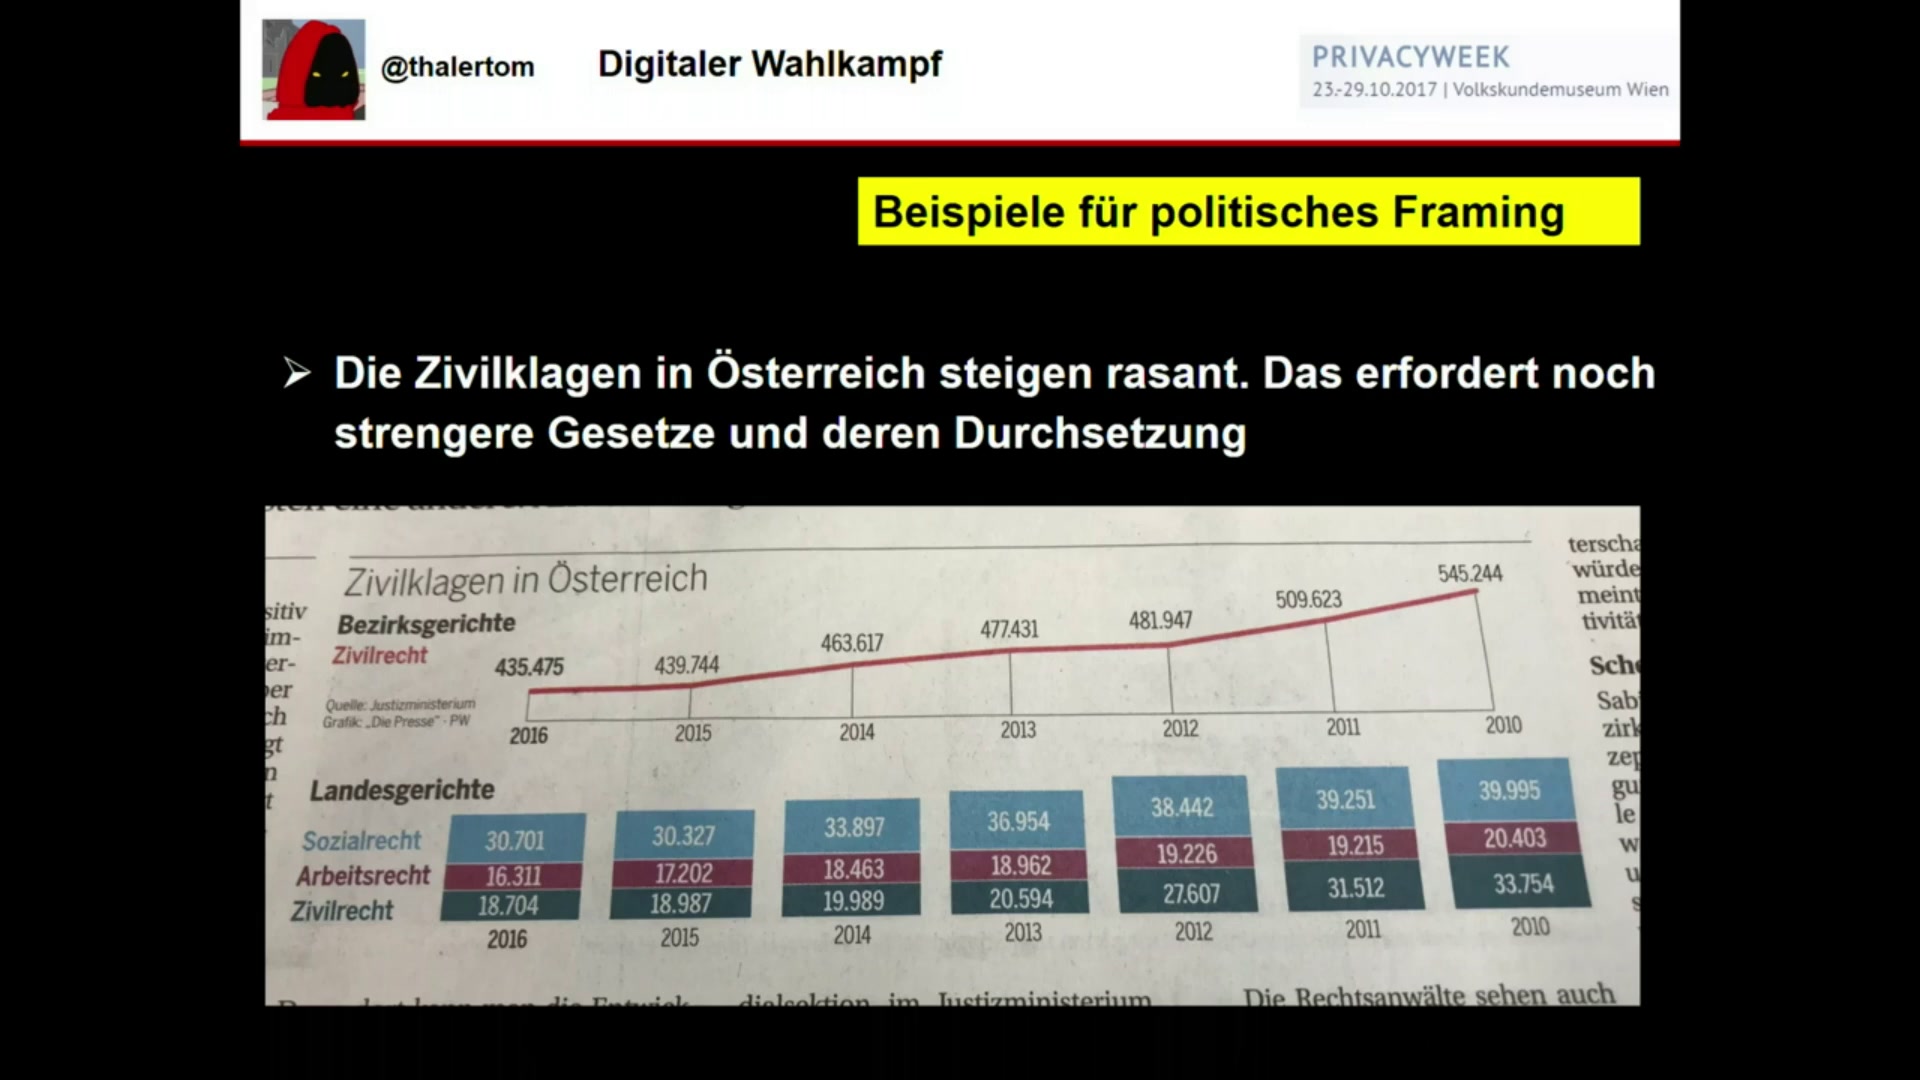 @thalertom
Digitaler Wahlkampf
PRIVACYWEEK
23.-29.10.2017 | Volkskundemuseum Wien
Beispiele für politisches Framing
➢ Die Zivilklagen in Österreich steigen rasant. Das erfordert noch
strengere Gesetze und deren Durchsetzung
Zivilklagen in Österreich
Bezirksgerichte
Zivilrecht
435.475 439.744 463.617 477.431 481.947 509.623 545.244
Quelle: Justizministerium
Grafik: „Die Presse" - PW
2016 2015 2014 2013 2012 2011 2010
Landesgerichte
Sozialrecht 30.701 30.327 33.897 36.954 38.442 39.251 39.995
Arbeitsrecht 16.311 17.202 18.463 18.962 19.226 19.215 20.403
Zivilrecht 18.704 18.987 19.989 20.594 27.607 31.512 33.754
2016 2015 2014 2013 2012 2011 2010
sitiv
im-
er-
ch
gt
n
t
terscha
würde
meint
tivität
Sche
Sabi
zirk
zep
gu
le
w
u
s
dialsektion im Justizministerium
Die Rechtsanwälte sehen auch